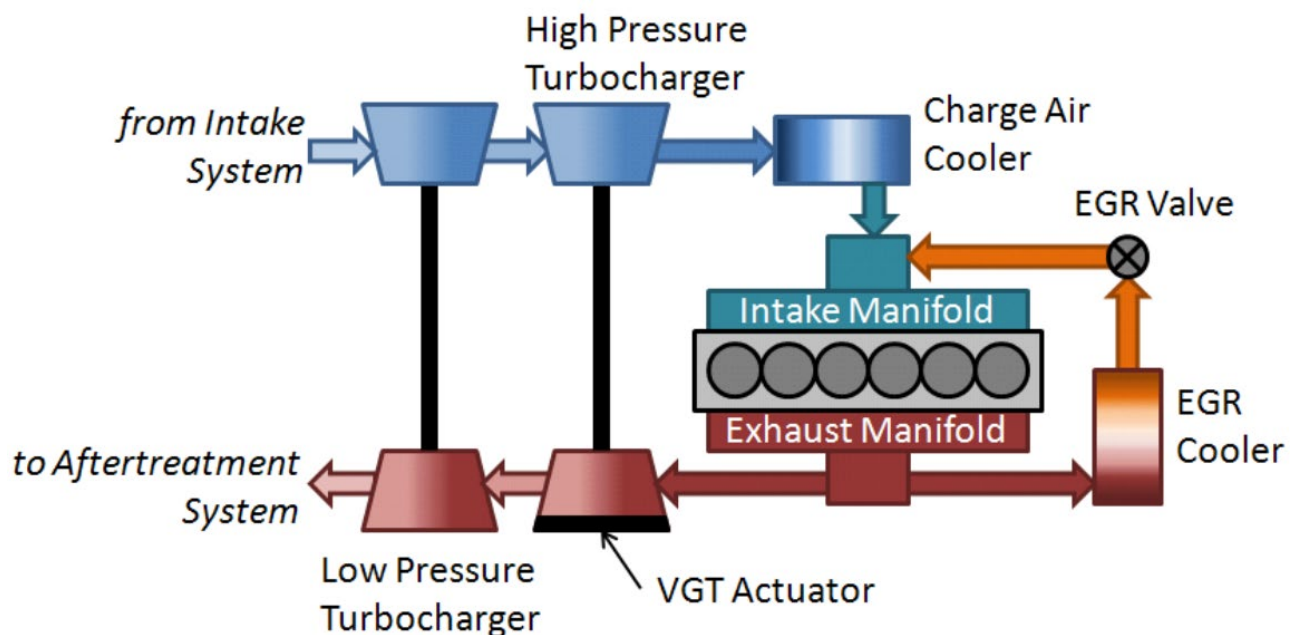 High Pressure
Turbocharger
from Intake
System
Charge Air
Cooler
EGR Valve
Intake Manifold
Exhaust Manifold
EGR
Cooler
to Aftertreatment
System
Low Pressure
Turbocharger
VGT Actuator